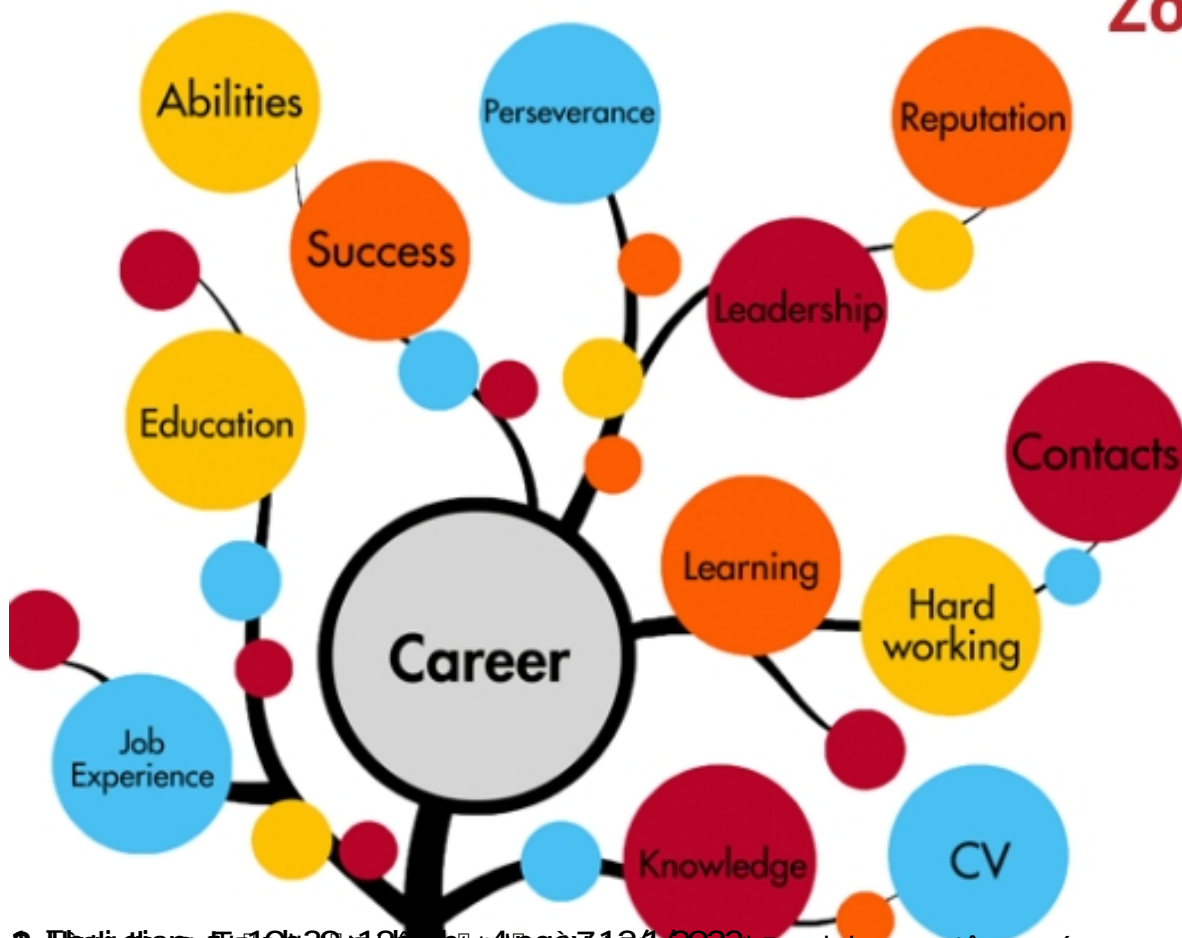 Abilities
Perseverance
Reputation
Success
Leadership
Education
Contacts
Learning
Hard
working
Career
Job
Experience
Knowledge
CV